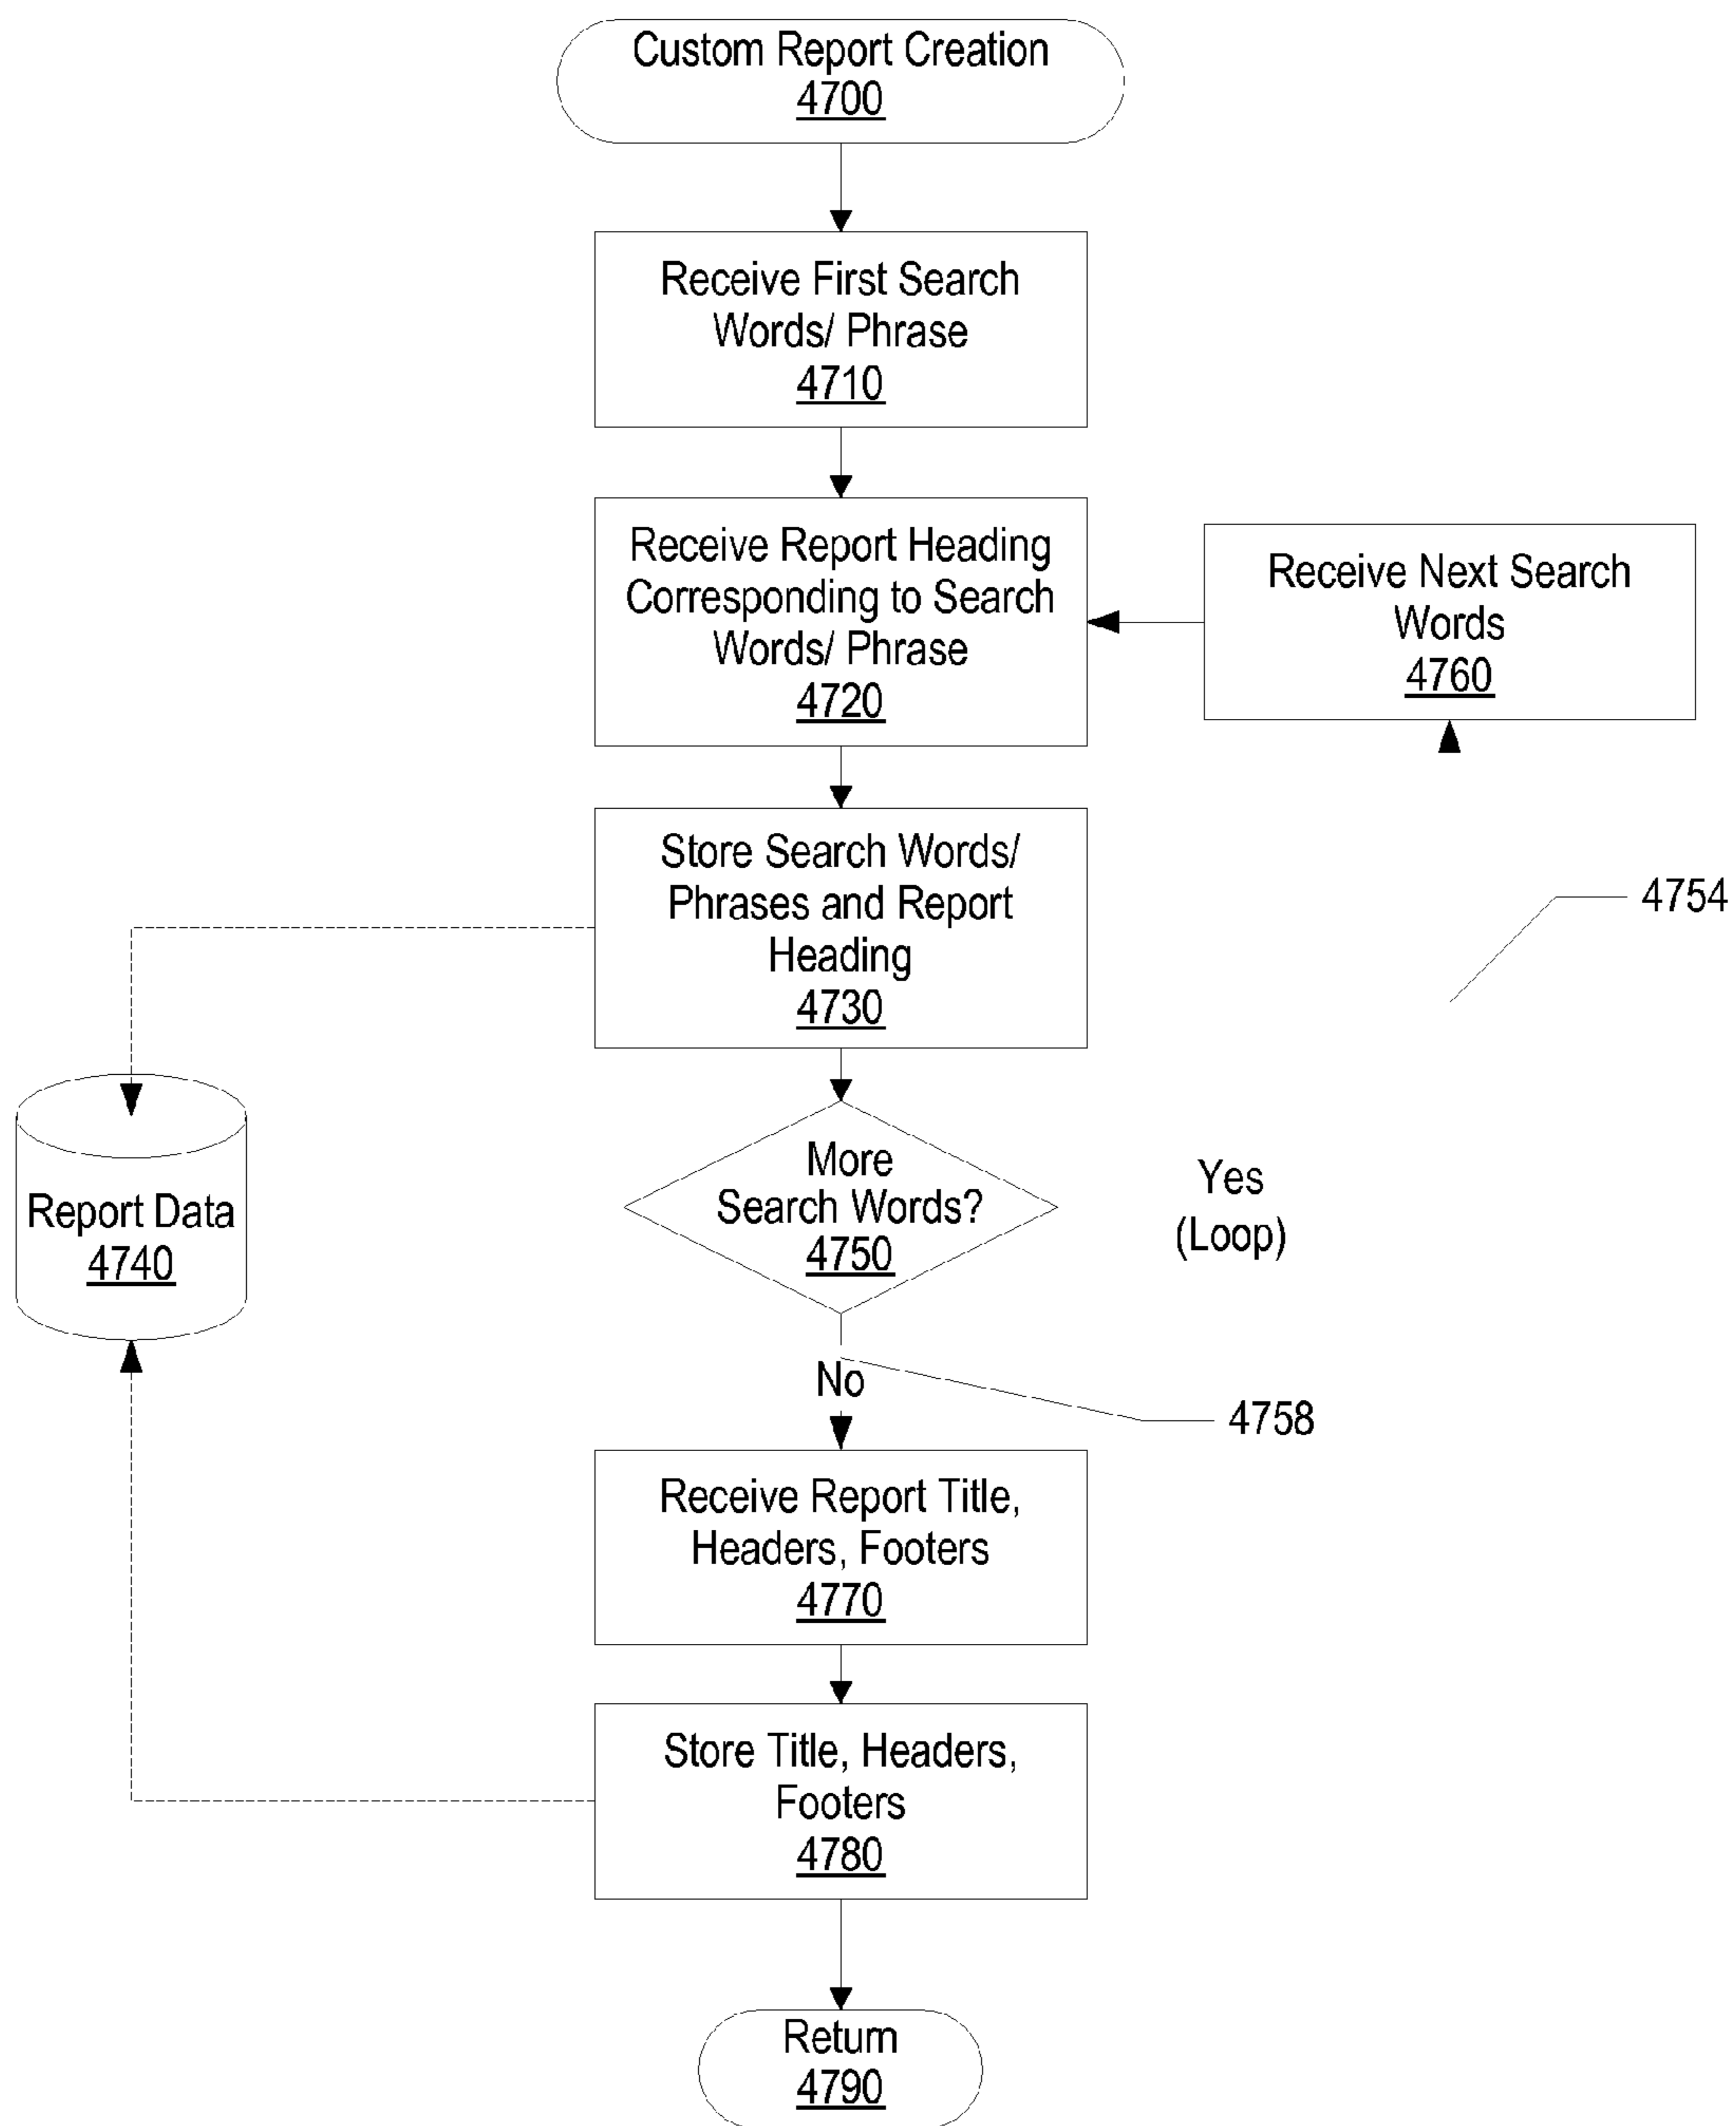 Custom Report Creation
4700
Receive First Search
Words/ Phrase
4710
Receive Report Heading
Corresponding to Search
Words/ Phrase
4720
Receive Next Search
Words
4760
Store Search Words/
Phrases and Report
Heading
4730
4754
Report Data
4740
More
Search Words?
4750
Yes
(Loop)
No
4758
Receive Report Title,
Headers, Footers
4770
Store Title, Headers,
Footers
4780
Return
4790